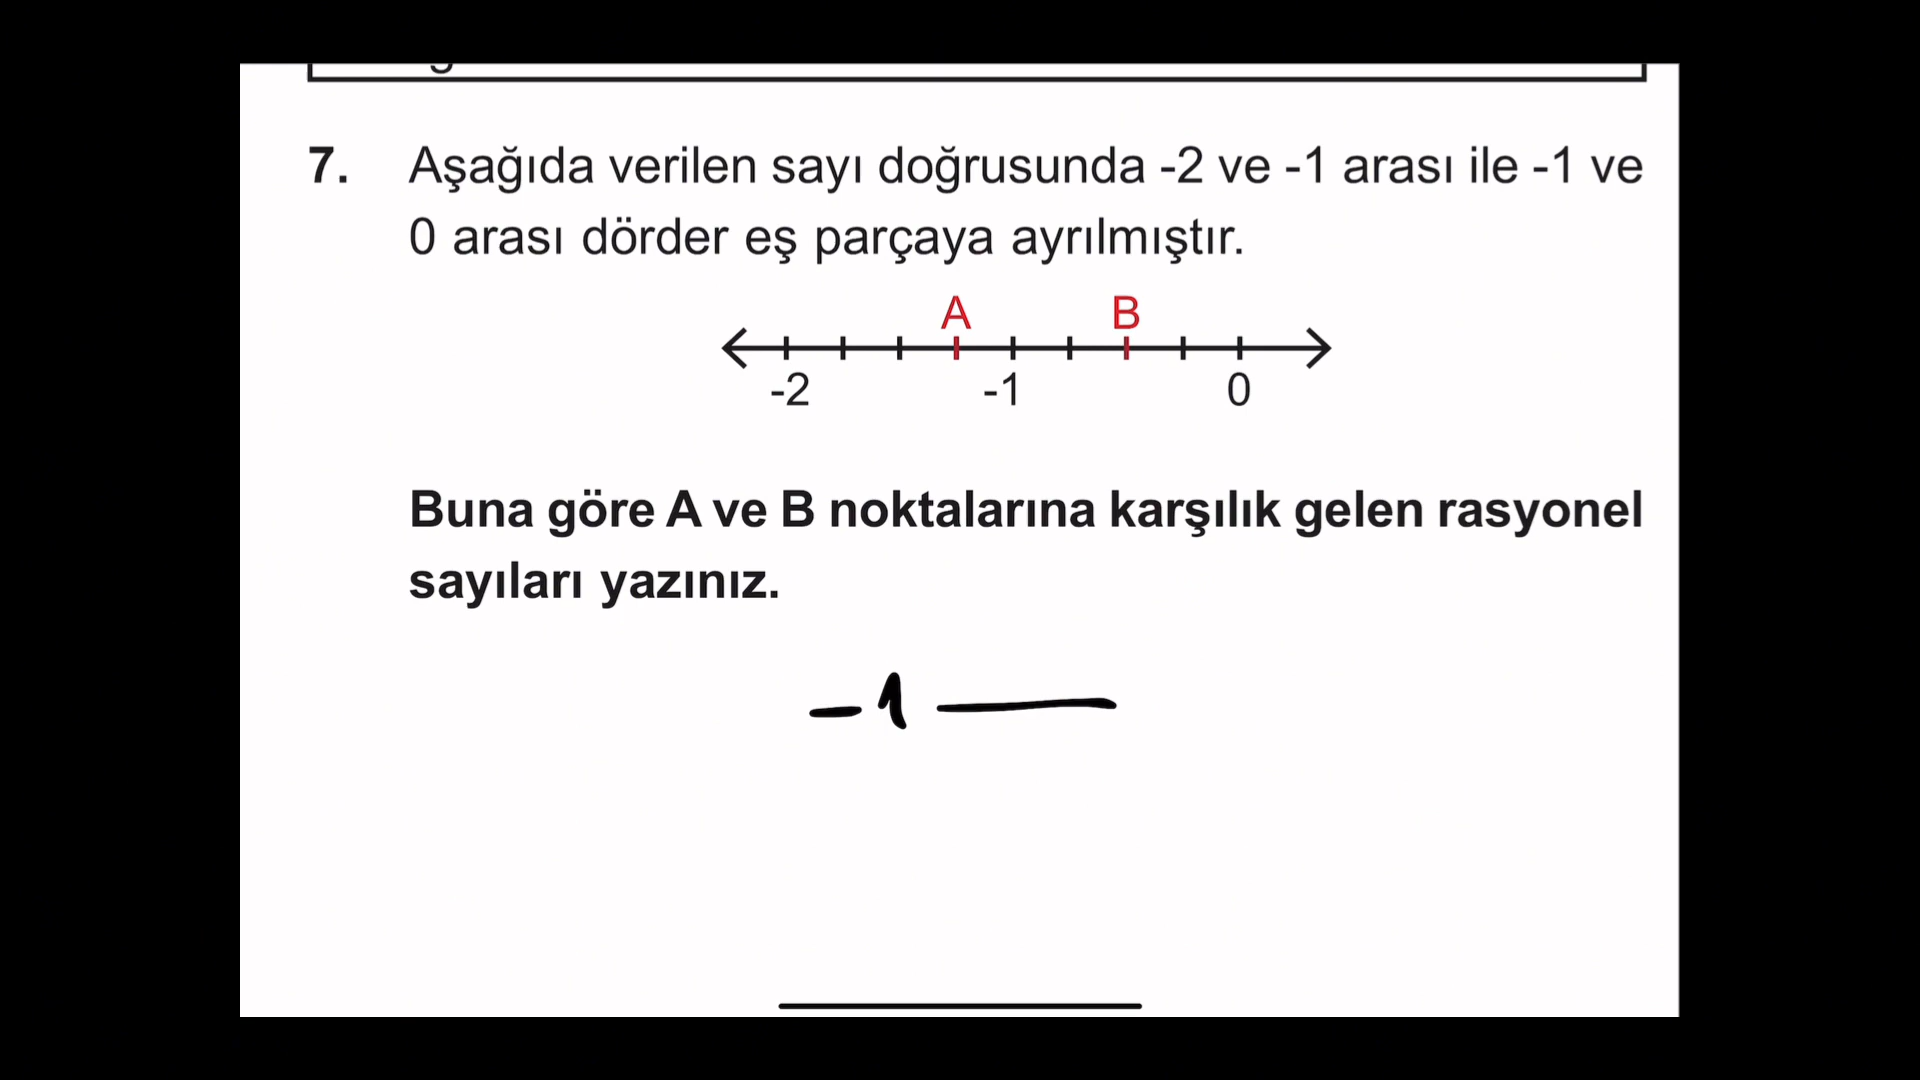 7. Aşağıda verilen sayı doğrusunda -2 ve -1 arası ile -1 ve
0 arası dörder eş parçaya ayrılmıştır.
A B
-2 -1 0
Buna göre A ve B noktalarına karşılık gelen rasyonel
sayıları yazınız.
-1 —